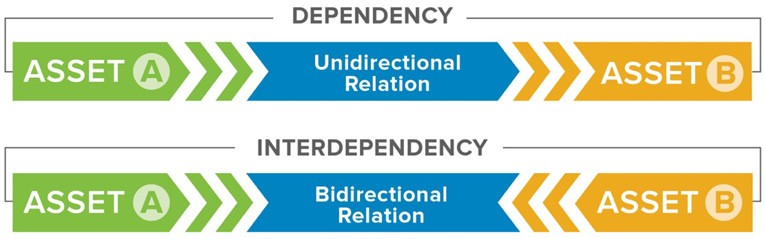 DEPENDENCY
ASSET A
Unidirectional
Relation
ASSET B
INTERDEPENDENCY
ASSET A
Bidirectional
Relation
ASSET B